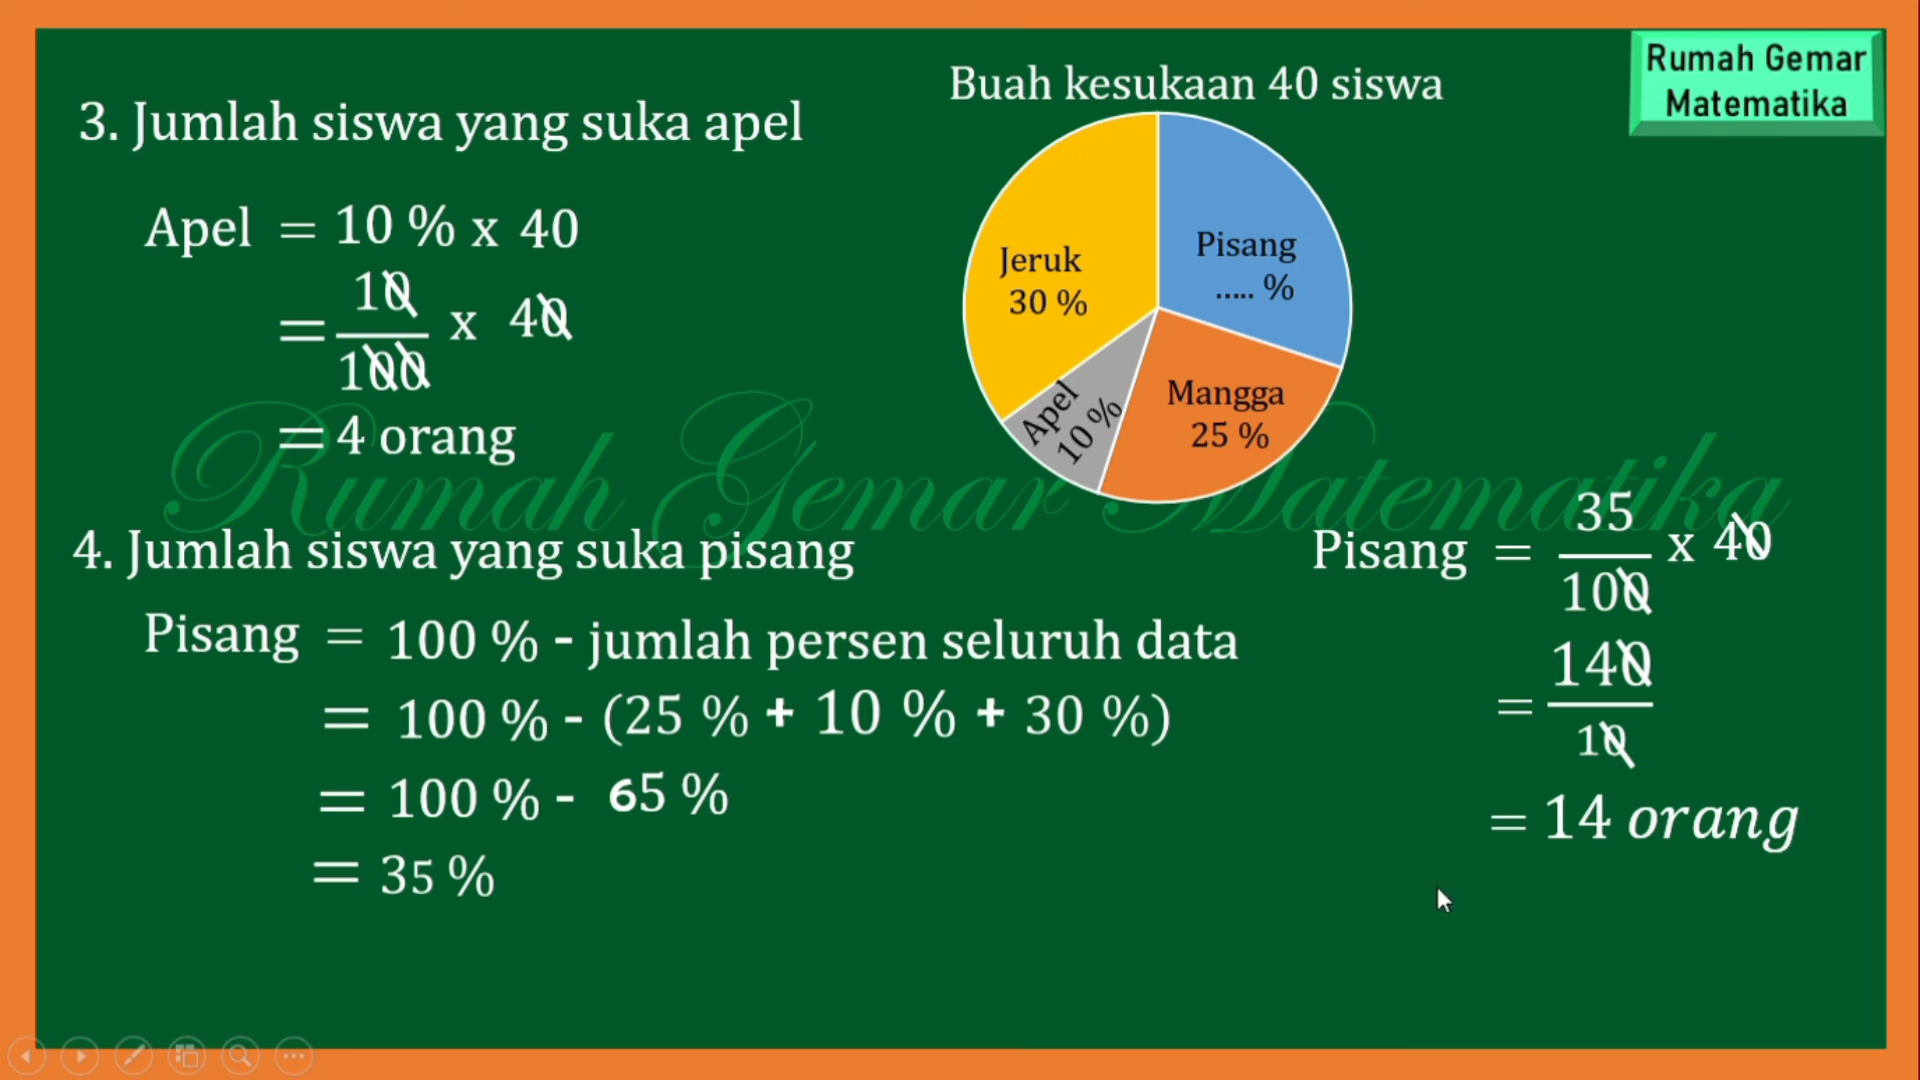 Rumah Gemar
Matematika
3. Jumlah siswa yang suka apel
Apel = 10 % x 40
= 10/100 x 40
= 4 orang
Buah kesukaan 40 siswa
Jeruk
30 %
Pisang
..... %
Apel
10 %
Mangga
25 %
Rumah Gemar Matematika
4. Jumlah siswa yang suka pisang
Pisang = 100 % - jumlah persen seluruh data
= 100 % - (25 % + 10 % + 30 %)
= 100 % - 65 %
= 35 %
Pisang = 35/100 x 40
= 140/10
= 14 orang